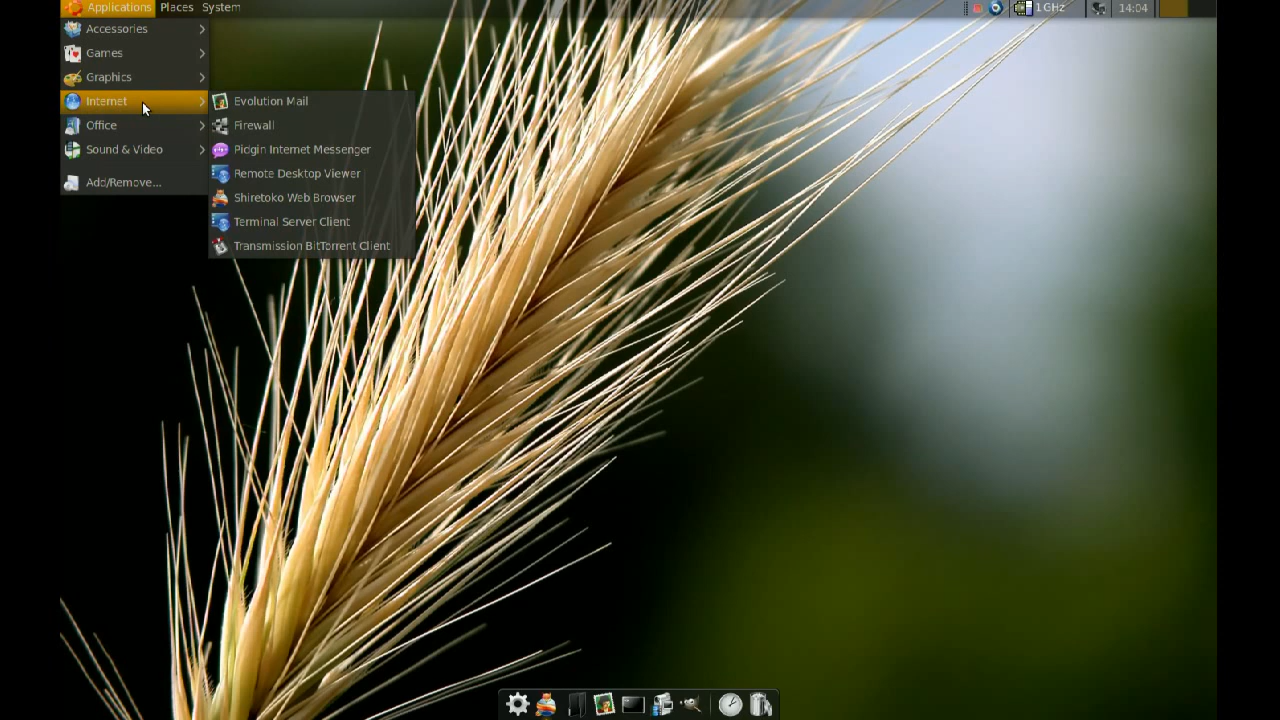 Applications Places System 1 GHz 14:04
Accessories
Games
Graphics
Internet
Office
Sound & Video
Add/Remove...
Evolution Mail
Firewall
Pidgin Internet Messenger
Remote Desktop Viewer
Shiretoko Web Browser
Terminal Server Client
Transmission BitTorrent Client